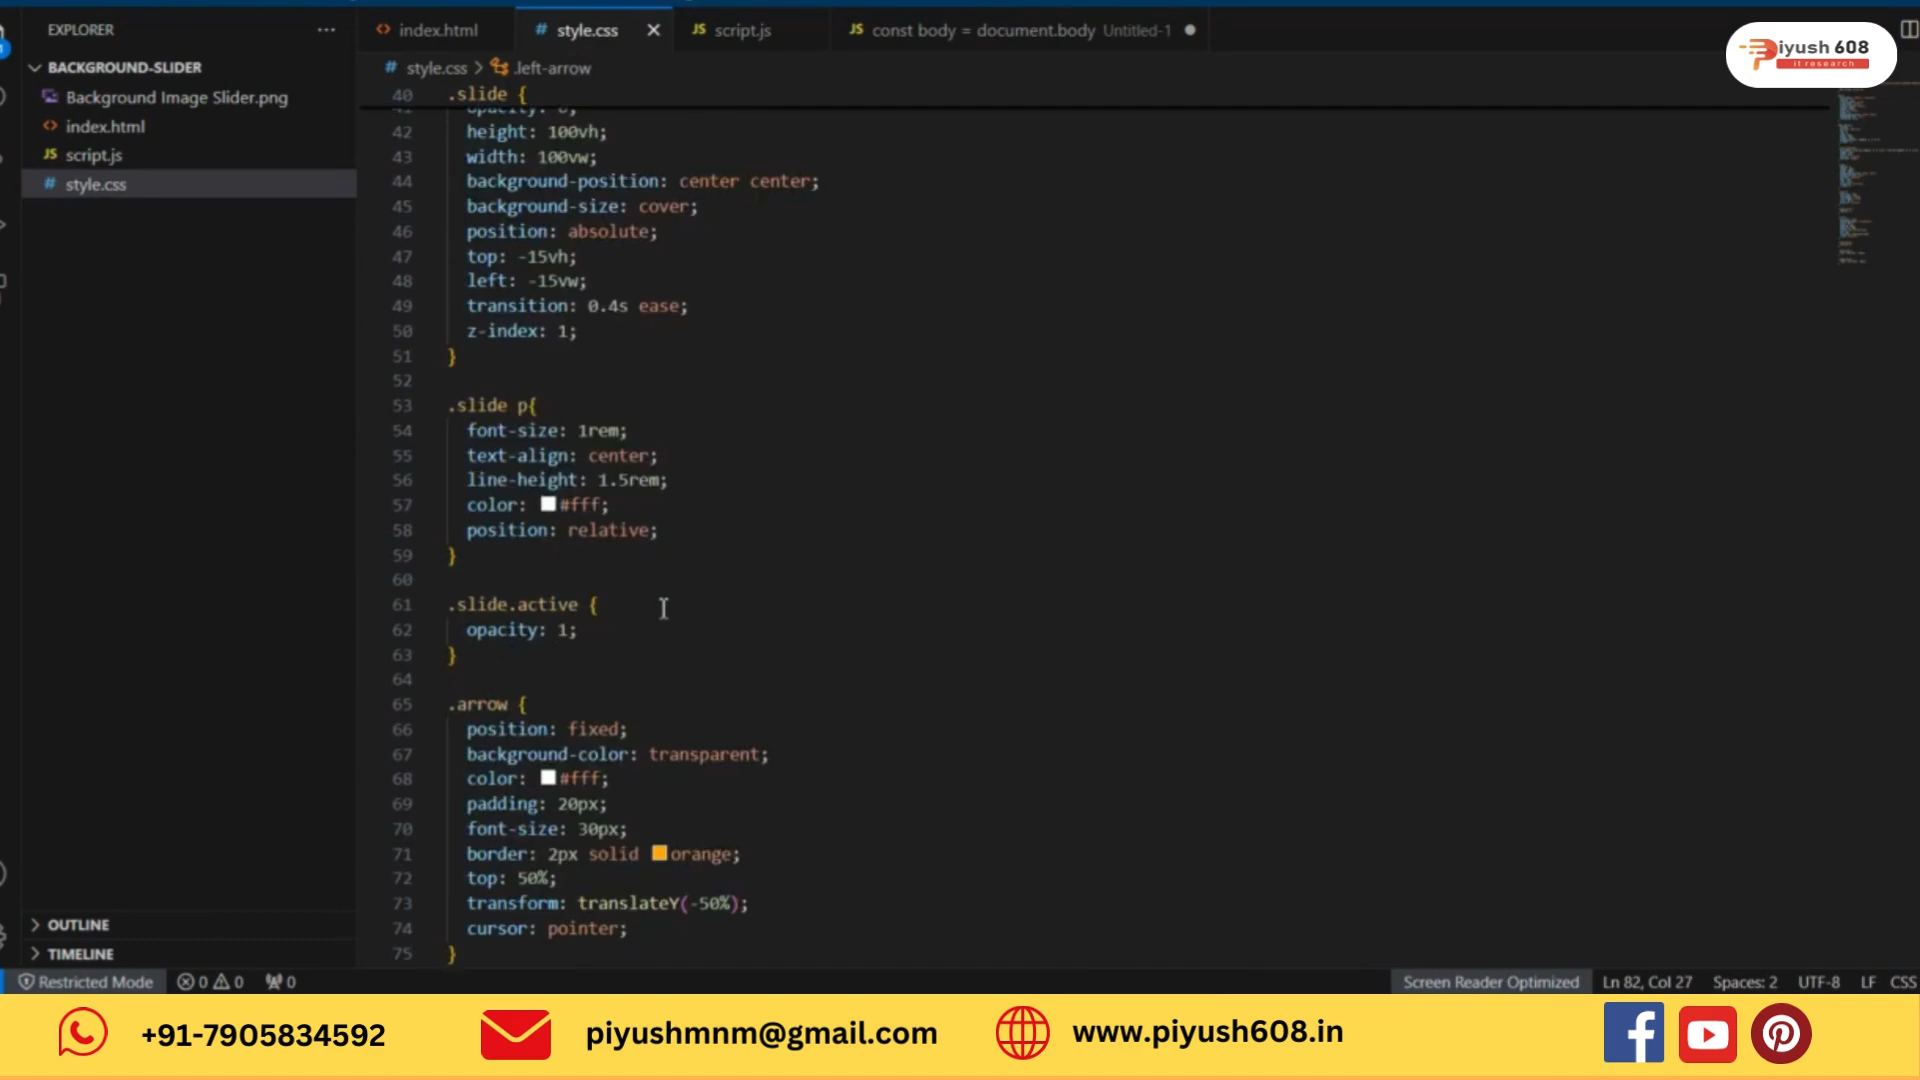 EXPLORER
index.html
style.css
JS script.js
JS const body = document.body Untitled-1
iyush 608
it research
BACKGROUND-SLIDER
# style.css > .left-arrow
Background Image Slider.png
index.html
JS script.js
# style.css
40 .slide {
42 height: 100vh;
43 width: 100vw;
44 background-position: center center;
45 background-size: cover;
46 position: absolute;
47 top: -15vh;
48 left: -15vw;
49 transition: 0.4s ease;
50 z-index: 1;
51 }
52
53 .slide p{
54 font-size: 1rem;
55 text-align: center;
56 line-height: 1.5rem;
57 color: #fff;
58 position: relative;
59 }
60
61 .slide.active {
62 opacity: 1;
63 }
64
65 .arrow {
66 position: fixed;
67 background-color: transparent;
68 color: #fff;
69 padding: 20px;
70 font-size: 30px;
71 border: 2px solid orange;
72 top: 50%;
73 transform: translateY(-50%);
74 cursor: pointer;
75 }
OUTLINE
TIMELINE
Restricted Mode 0 0 0
Screen Reader Optimized Ln 82, Col 27 Spaces: 2 UTF-8 LF CSS
+91-7905834592
piyushmnm@gmail.com
www.piyush608.in